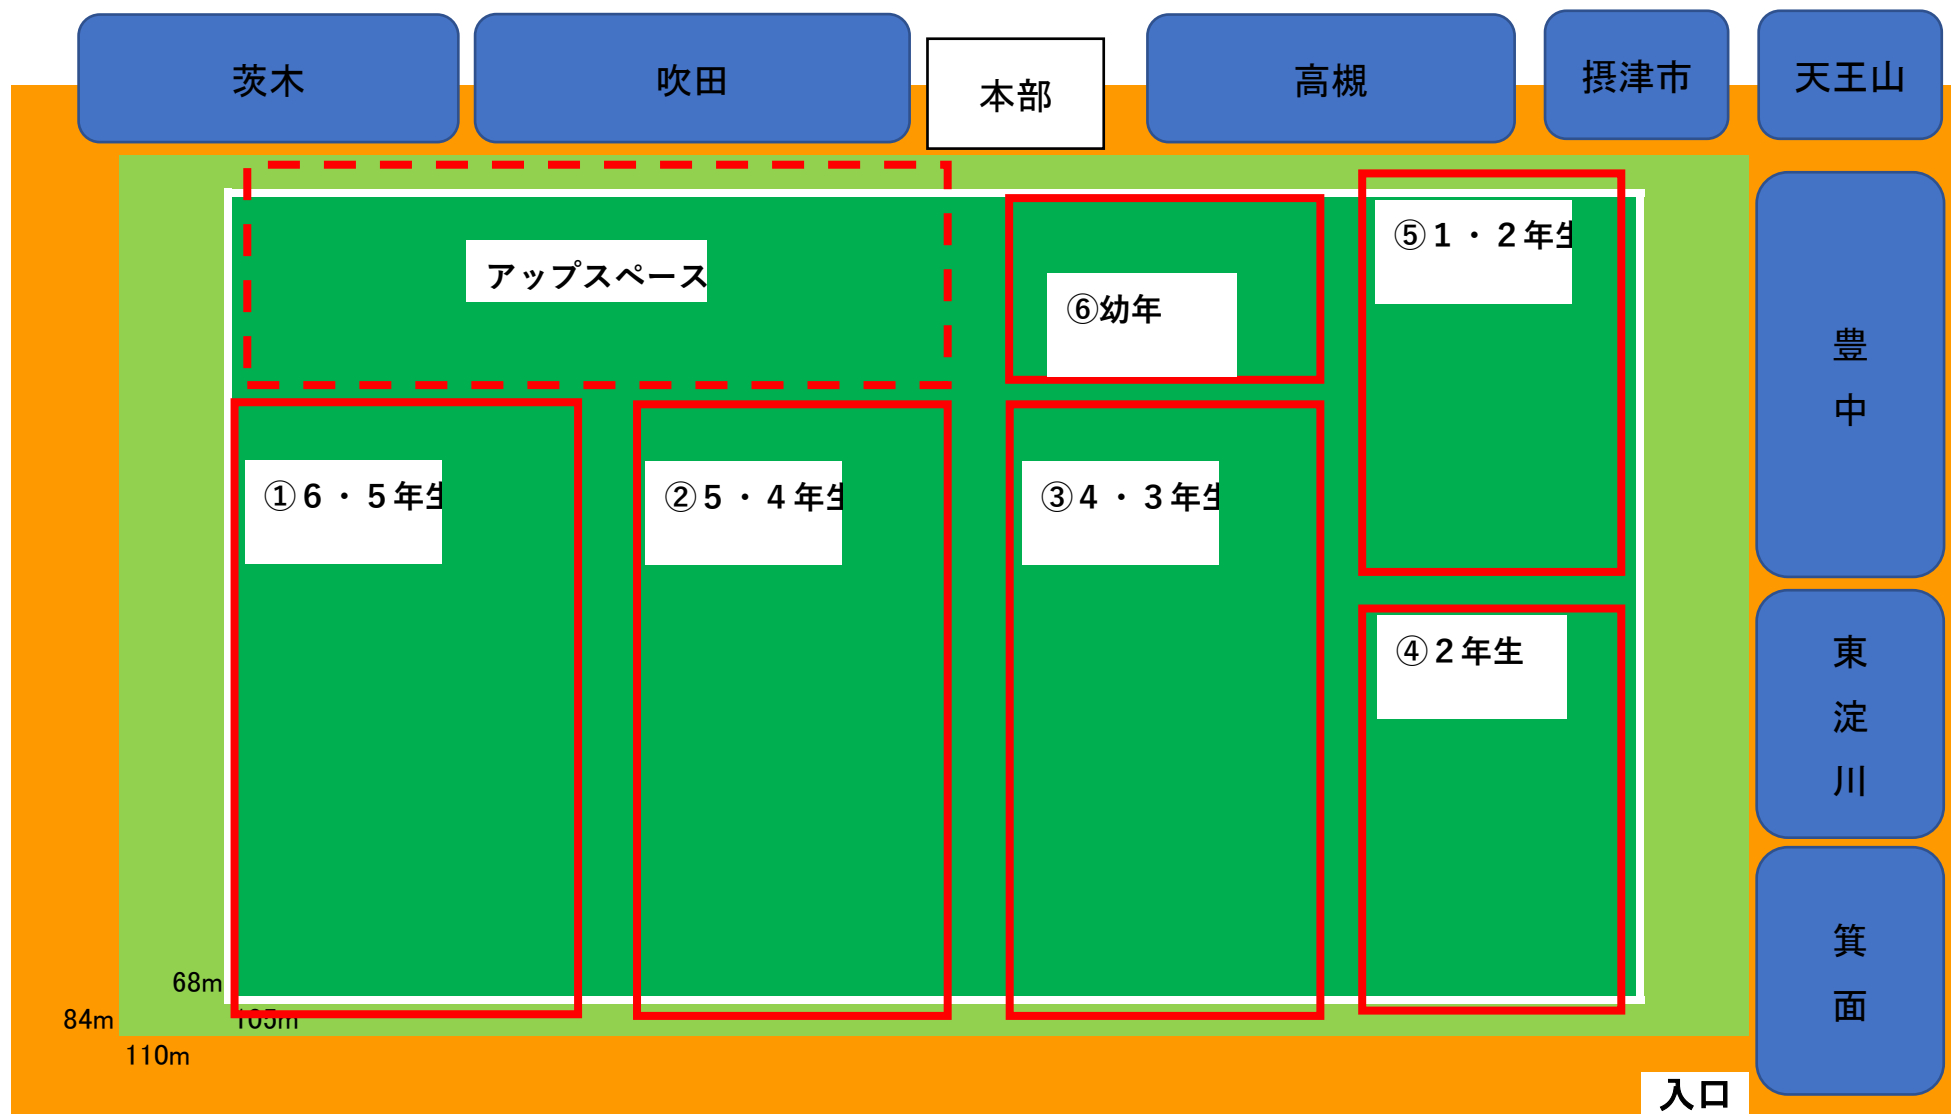 茨木
吹田
本部
高槻
摂津市
天王山
アップスペース
⑥幼年
⑤1・2年生
豊
中
①6・5年生
②5・4年生
③4・3年生
④2年生
東
淀
川
箕
面
68m
84m
105m
110m
入口